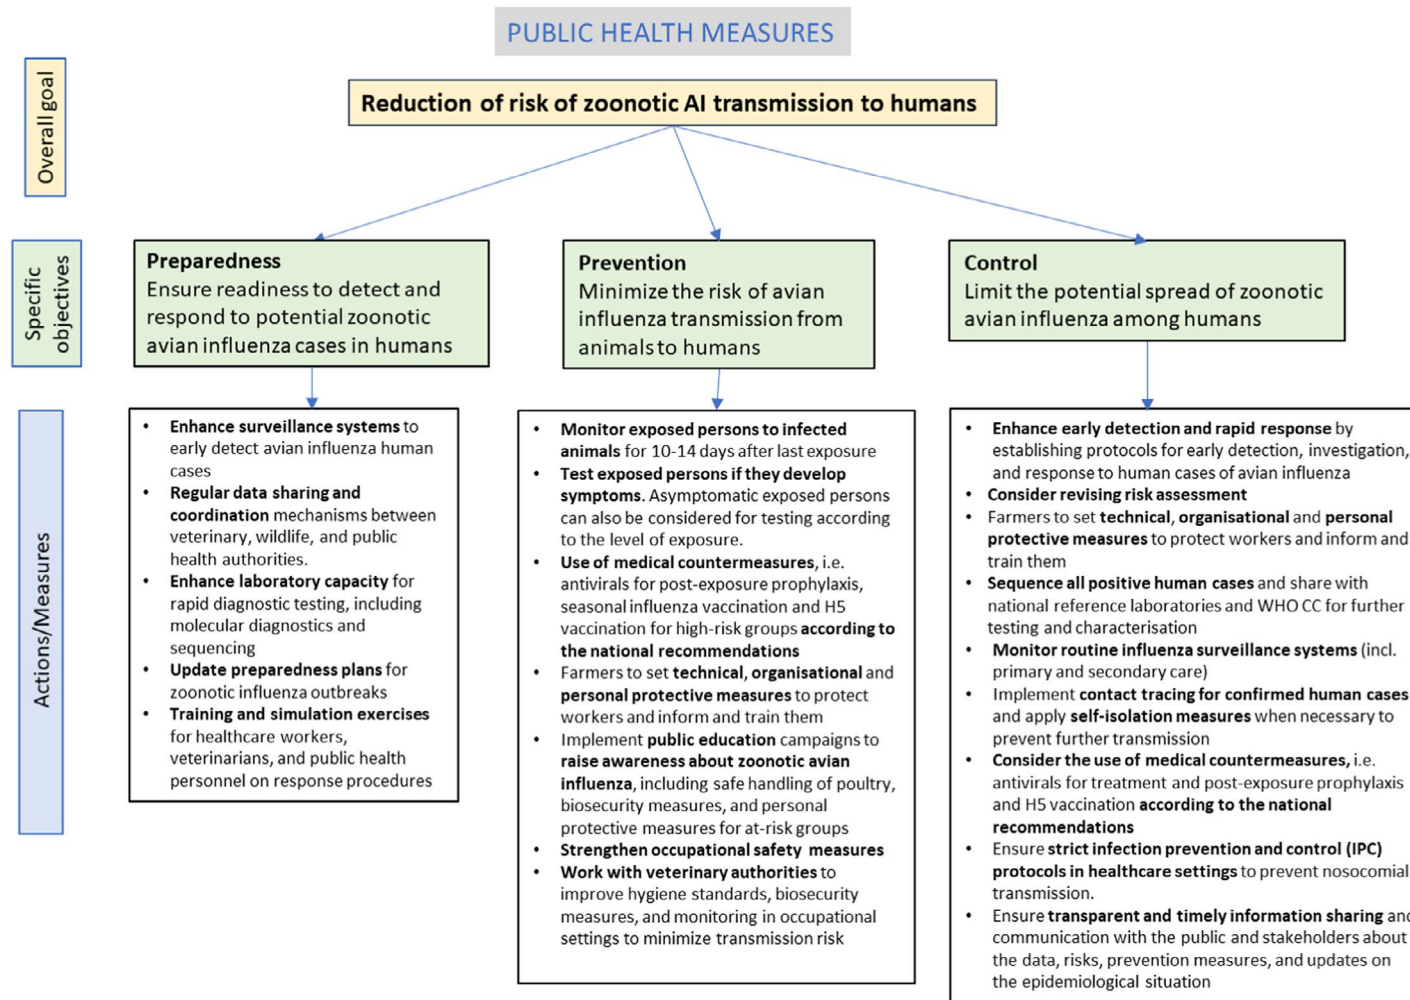 PUBLIC HEALTH MEASURES
Overall goal
Reduction of risk of zoonotic AI transmission to humans
Specific
objectives
Preparedness
Ensure readiness to detect and
respond to potential zoonotic
avian influenza cases in humans
Prevention
Minimize the risk of avian
influenza transmission from
animals to humans
Control
Limit the potential spread of zoonotic
avian influenza among humans
Actions/Measures
• Enhance surveillance systems to
early detect avian influenza human
cases
• Regular data sharing and
coordination mechanisms between
veterinary, wildlife, and public
health authorities.
• Enhance laboratory capacity for
rapid diagnostic testing, including
molecular diagnostics and
sequencing
• Update preparedness plans for
zoonotic influenza outbreaks
• Training and simulation exercises
for healthcare workers,
veterinarians, and public health
personnel on response procedures
• Monitor exposed persons to infected
animals for 10-14 days after last exposure
• Test exposed persons if they develop
symptoms. Asymptomatic exposed persons
can also be considered for testing according
to the level of exposure.
• Use of medical countermeasures, i.e.
antivirals for post-exposure prophylaxis,
seasonal influenza vaccination and H5
vaccination for high-risk groups according to
the national recommendations
• Farmers to set technical, organisational and
personal protective measures to protect
workers and inform and train them
• Implement public education campaigns to
raise awareness about zoonotic avian
influenza, including safe handling of poultry,
biosecurity measures, and personal
protective measures for at-risk groups
• Strengthen occupational safety measures
• Work with veterinary authorities to
improve hygiene standards, biosecurity
measures, and monitoring in occupational
settings to minimize transmission risk
• Enhance early detection and rapid response by
establishing protocols for early detection, investigation,
and response to human cases of avian influenza
• Consider revising risk assessment
• Farmers to set technical, organisational and personal
protective measures to protect workers and inform and
train them
• Sequence all positive human cases and share with
national reference laboratories and WHO CC for further
testing and characterisation
• Monitor routine influenza surveillance systems (incl.
primary and secondary care)
• Implement contact tracing for confirmed human cases
and apply self-isolation measures when necessary to
prevent further transmission
• Consider the use of medical countermeasures, i.e.
antivirals for treatment and post-exposure prophylaxis
and H5 vaccination according to the national
recommendations
• Ensure strict infection prevention and control (IPC)
protocols in healthcare settings to prevent nosocomial
transmission.
• Ensure transparent and timely information sharing and
communication with the public and stakeholders about
the data, risks, prevention measures, and updates on
the epidemiological situation